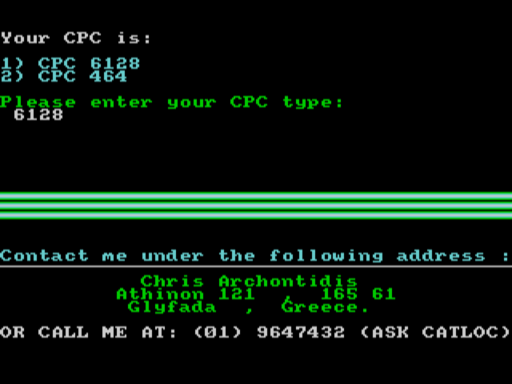 Your CPC is:
1) CPC 6128
2) CPC 464
Please enter your CPC type:
6128
Contact me under the following address :
Chris Archontidis
Athinon 121 , 165 61
Glyfada , Greece.
OR CALL ME AT: (01) 9647432 (ASK CATLOC)